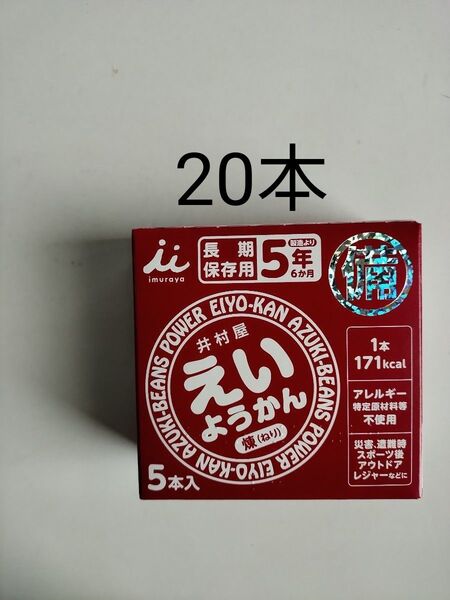 20本
imuraya
長期
保存用
5年
製造より
6か月
備
AZUKI-BEANS POWER EIYO-KAN AZUKI-BEANS POWER EIYO-KAN
井村屋
えい
ようかん
煉(ねり)
5本入
1本
171kcal
アレルギー
特定原材料等
不使用
災害、遭難時
スポーツ後
アウトドア
レジャーなどに